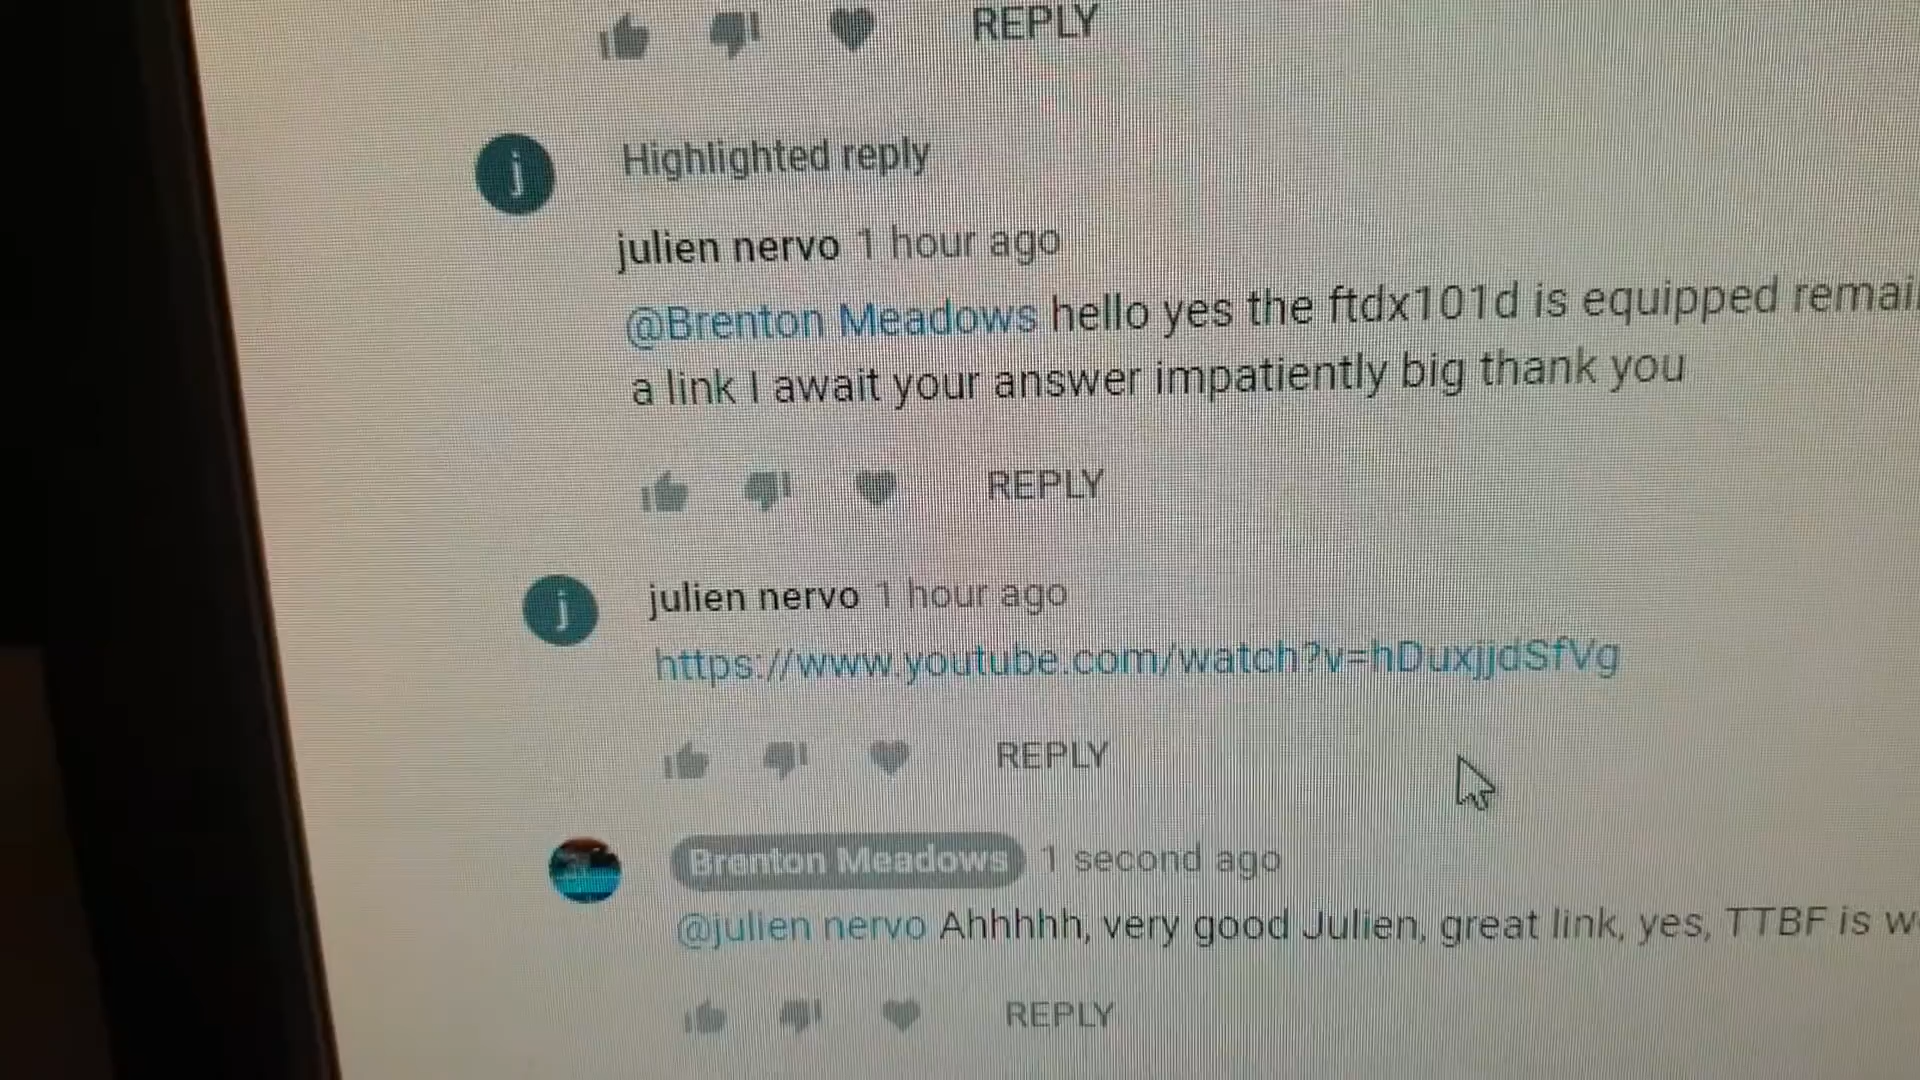 REPLY
j
Highlighted reply
julien nervo 1 hour ago
@Brenton Meadows hello yes the ftdx101d is equipped
a link I await your answer impatiently big thank you
REPLY
j
julien nervo 1 hour ago
https://www.youtube.com/watch?v=hDuxjjdSfVg
REPLY
Brenton Meadows 1 second ago
@julien nervo Ahhhhh, very good Julien, great link, yes, TTBF is
REPLY